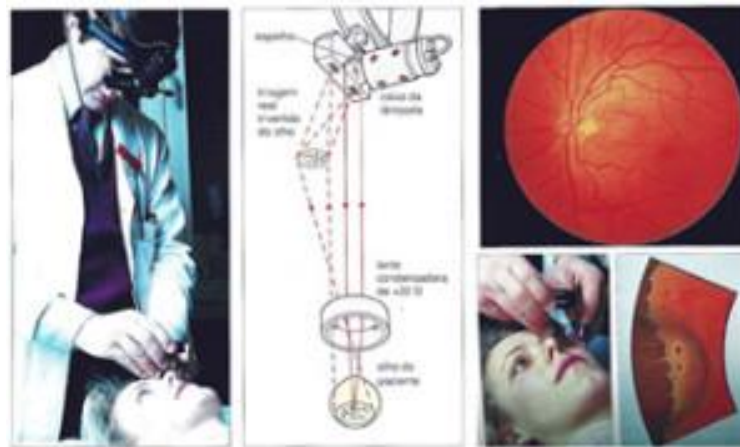 espelho
caixa da
lâmpada
imagem
real
invertida
do olho
lente
condensadora
de +20 D
olho do
paciente